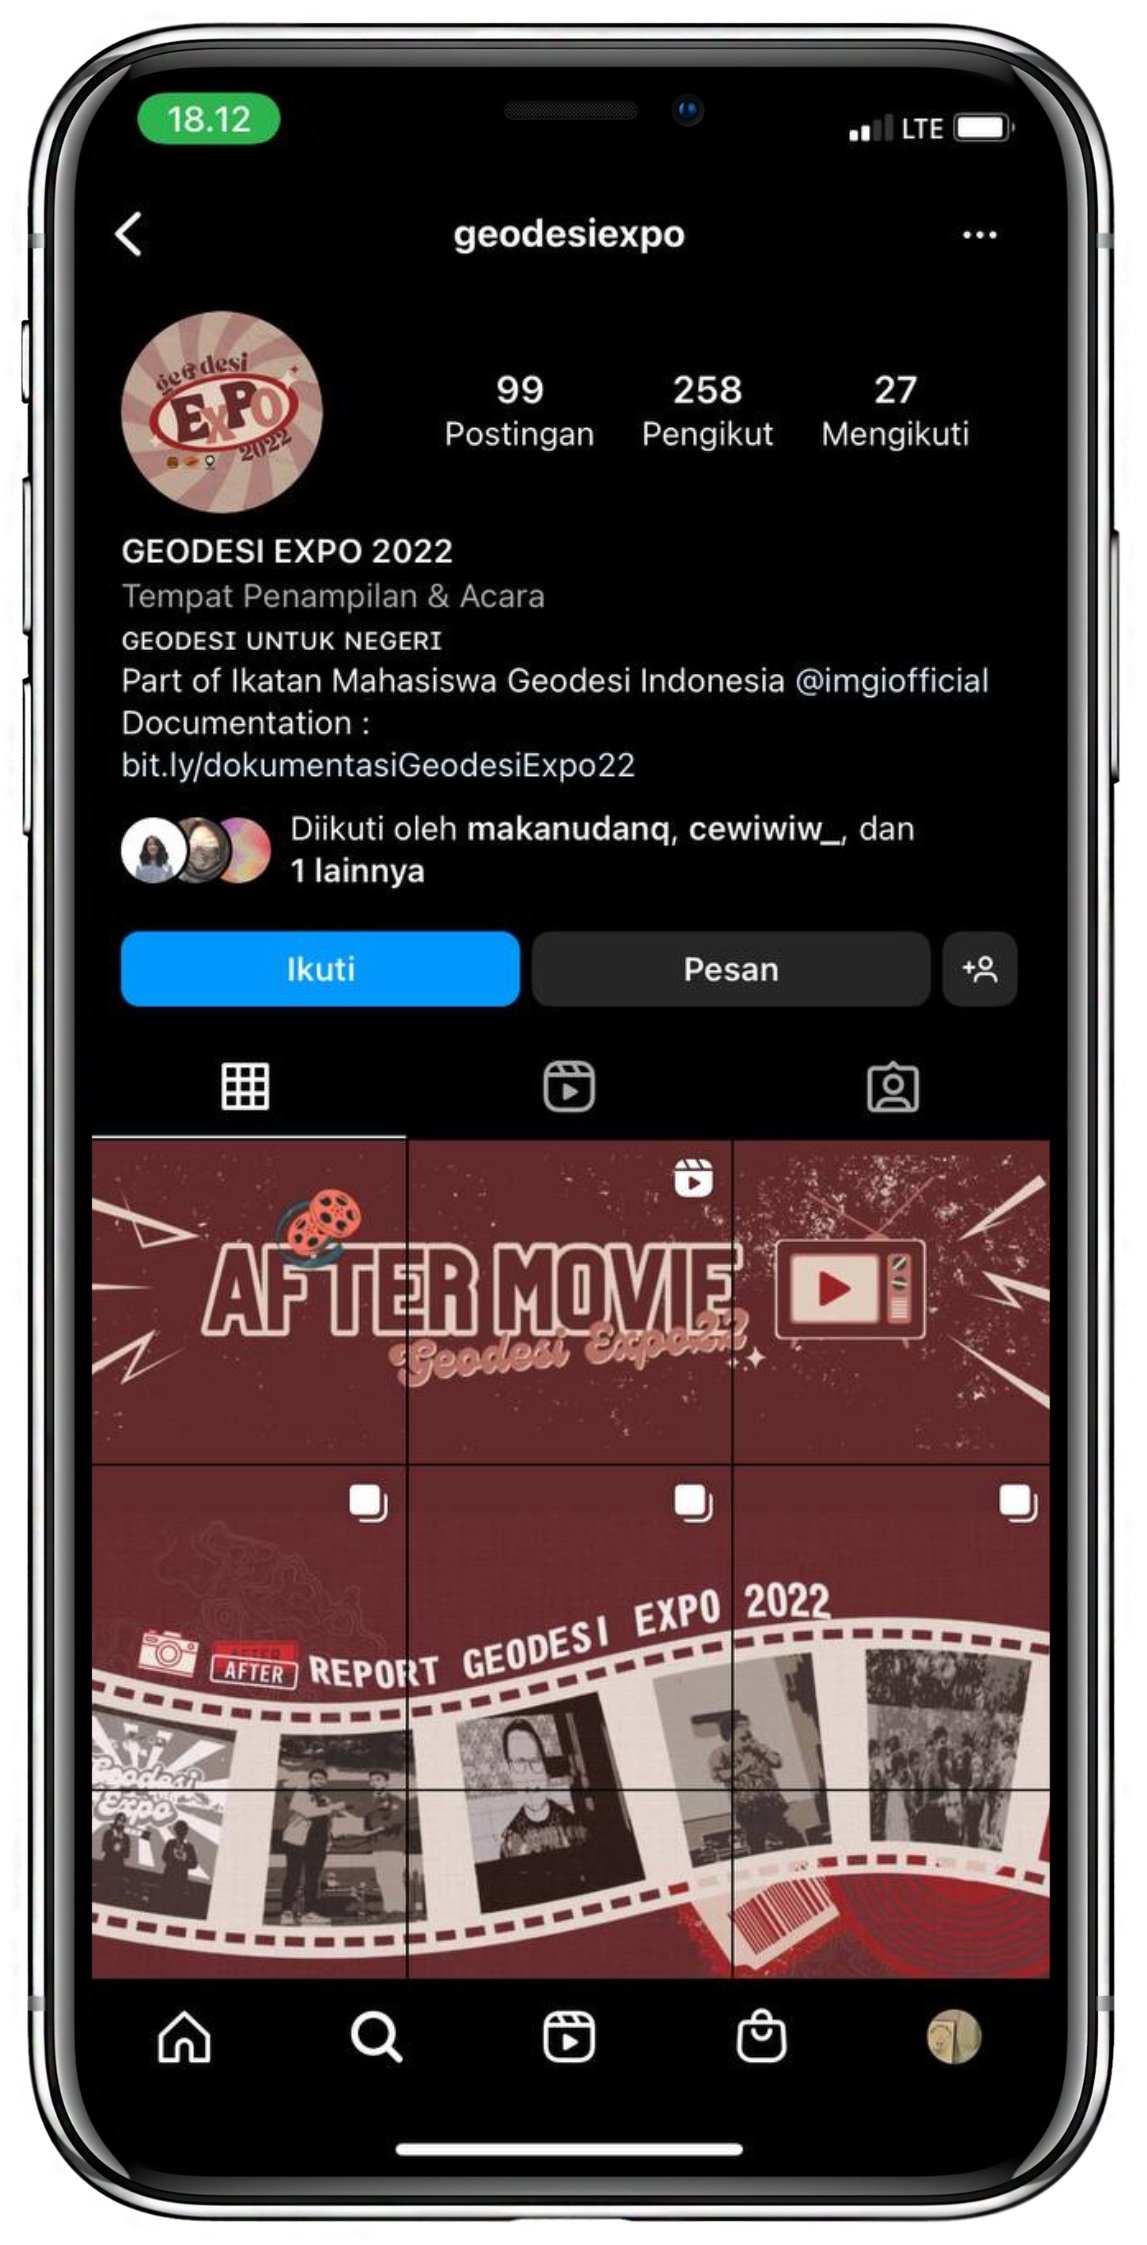 18.12
LTE
geodesiexpo
geodesi
EXPO
2022
99
258
27
Postingan
Pengikut
Mengikuti
GEODESI EXPO 2022
Tempat Penampilan & Acara
GEODESI UNTUK NEGERI
Part of Ikatan Mahasiswa Geodesi Indonesia @imgiofficial
Documentation :
bit.ly/dokumentasiGeodesiExpo22
Diikuti oleh makanudanq, cewiwiw_, dan
1 lainnya
Ikuti
Pesan
AFTER MOVIE
Geodesi Expo22
AFTER
AFTER REPORT GEODESI EXPO 2022
Geodesi
Expo